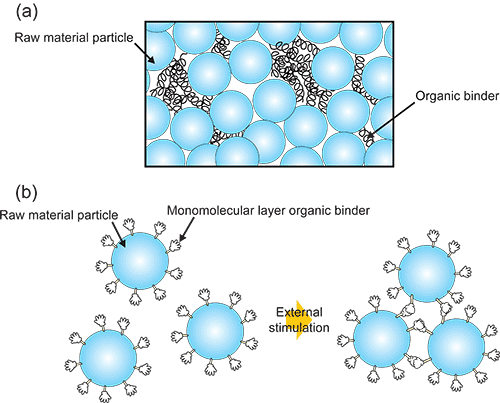 (a)
Raw material particle
Organic binder
(b)
Raw material particle
Monomolecular layer organic binder
External
stimulation